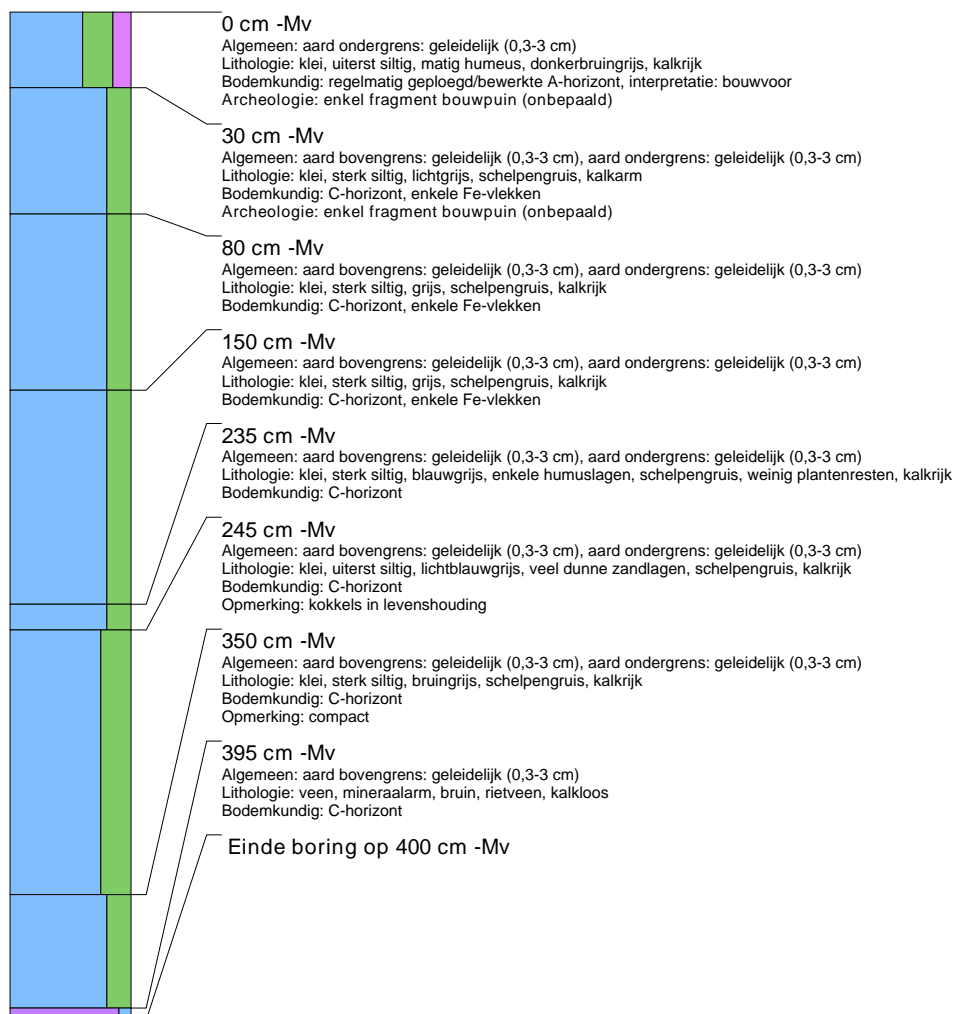 0 cm -Mv
Algemeen: aard ondergrens: geleidelijk (0,3-3 cm)
Lithologie: klei, uiterst siltig, matig humeus, donkerbruingrijs, kalkrijk
Bodemkundig: regelmatig geploegd/bewerkte A-horizont, interpretatie: bouwvoor
Archeologie: enkel fragment bouwpuin (onbepaald)
30 cm -Mv
Algemeen: aard bovengrens: geleidelijk (0,3-3 cm), aard ondergrens: geleidelijk (0,3-3 cm)
Lithologie: klei, sterk siltig, lichtgrijs, schelpengruis, kalkarm
Bodemkundig: C-horizont, enkele Fe-vlekken
Archeologie: enkel fragment bouwpuin (onbepaald)
80 cm -Mv
Algemeen: aard bovengrens: geleidelijk (0,3-3 cm), aard ondergrens: geleidelijk (0,3-3 cm)
Lithologie: klei, sterk siltig, grijs, schelpengruis, kalkrijk
Bodemkundig: C-horizont, enkele Fe-vlekken
150 cm -Mv
Algemeen: aard bovengrens: geleidelijk (0,3-3 cm), aard ondergrens: geleidelijk (0,3-3 cm)
Lithologie: klei, sterk siltig, grijs, schelpengruis, kalkrijk
Bodemkundig: C-horizont, enkele Fe-vlekken
235 cm -Mv
Algemeen: aard bovengrens: geleidelijk (0,3-3 cm), aard ondergrens: geleidelijk (0,3-3 cm)
Lithologie: klei, sterk siltig, blauwgrijs, enkele humuslagen, schelpengruis, weinig plantenresten, kalkrijk
Bodemkundig: C-horizont
245 cm -Mv
Algemeen: aard bovengrens: geleidelijk (0,3-3 cm), aard ondergrens: geleidelijk (0,3-3 cm)
Lithologie: klei, uiterst siltig, lichtblauwgrijs, veel dunne zandlagen, schelpengruis, kalkrijk
Bodemkundig: C-horizont
Opmerking: kokkels in levenshouding
350 cm -Mv
Algemeen: aard bovengrens: geleidelijk (0,3-3 cm), aard ondergrens: geleidelijk (0,3-3 cm)
Lithologie: klei, sterk siltig, bruingrijs, schelpengruis, kalkrijk
Bodemkundig: C-horizont
Opmerking: compact
395 cm -Mv
Algemeen: aard bovengrens: geleidelijk (0,3-3 cm)
Lithologie: veen, mineraalarm, bruin, rietveen, kalkloos
Bodemkundig: C-horizont
Einde boring op 400 cm -Mv